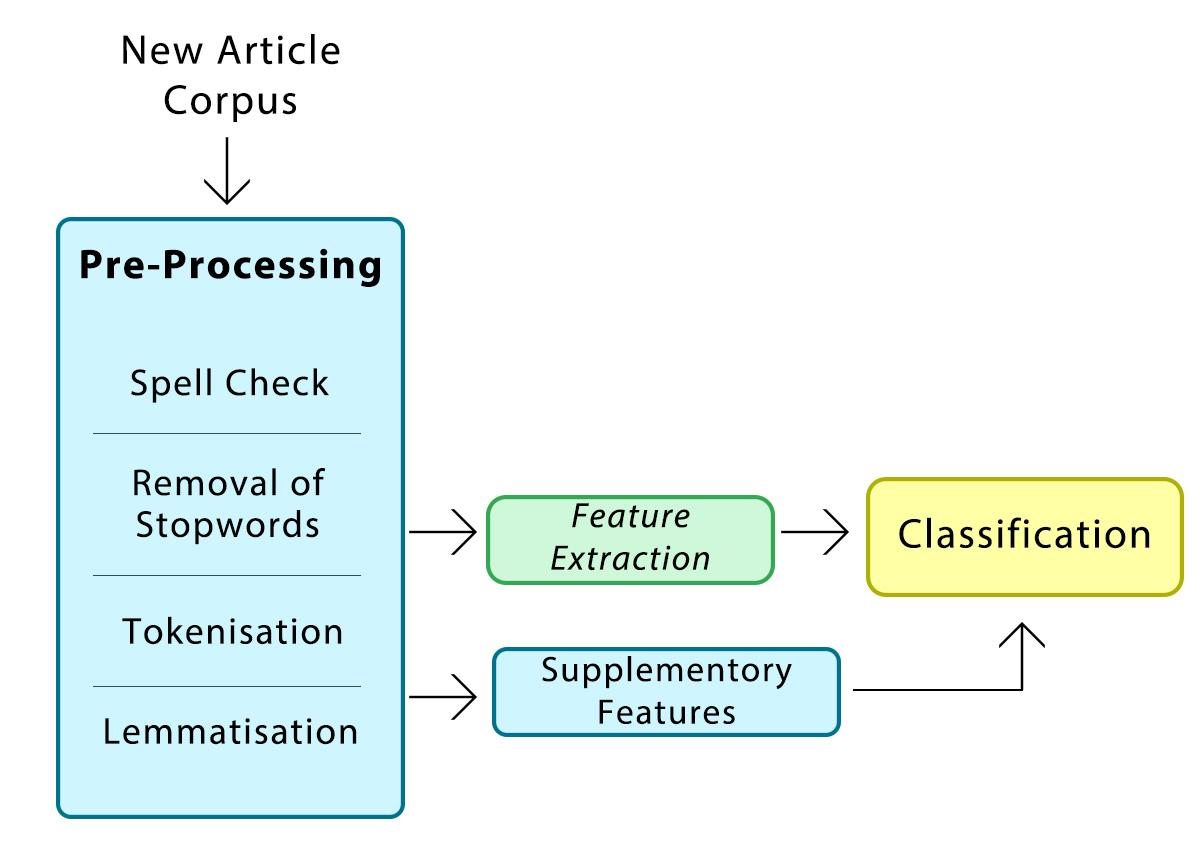 New Article
Corpus
Pre-Processing
Spell Check
Removal of
Stopwords
Tokenisation
Lemmatisation
Feature
Extraction
Supplementory
Features
Classification